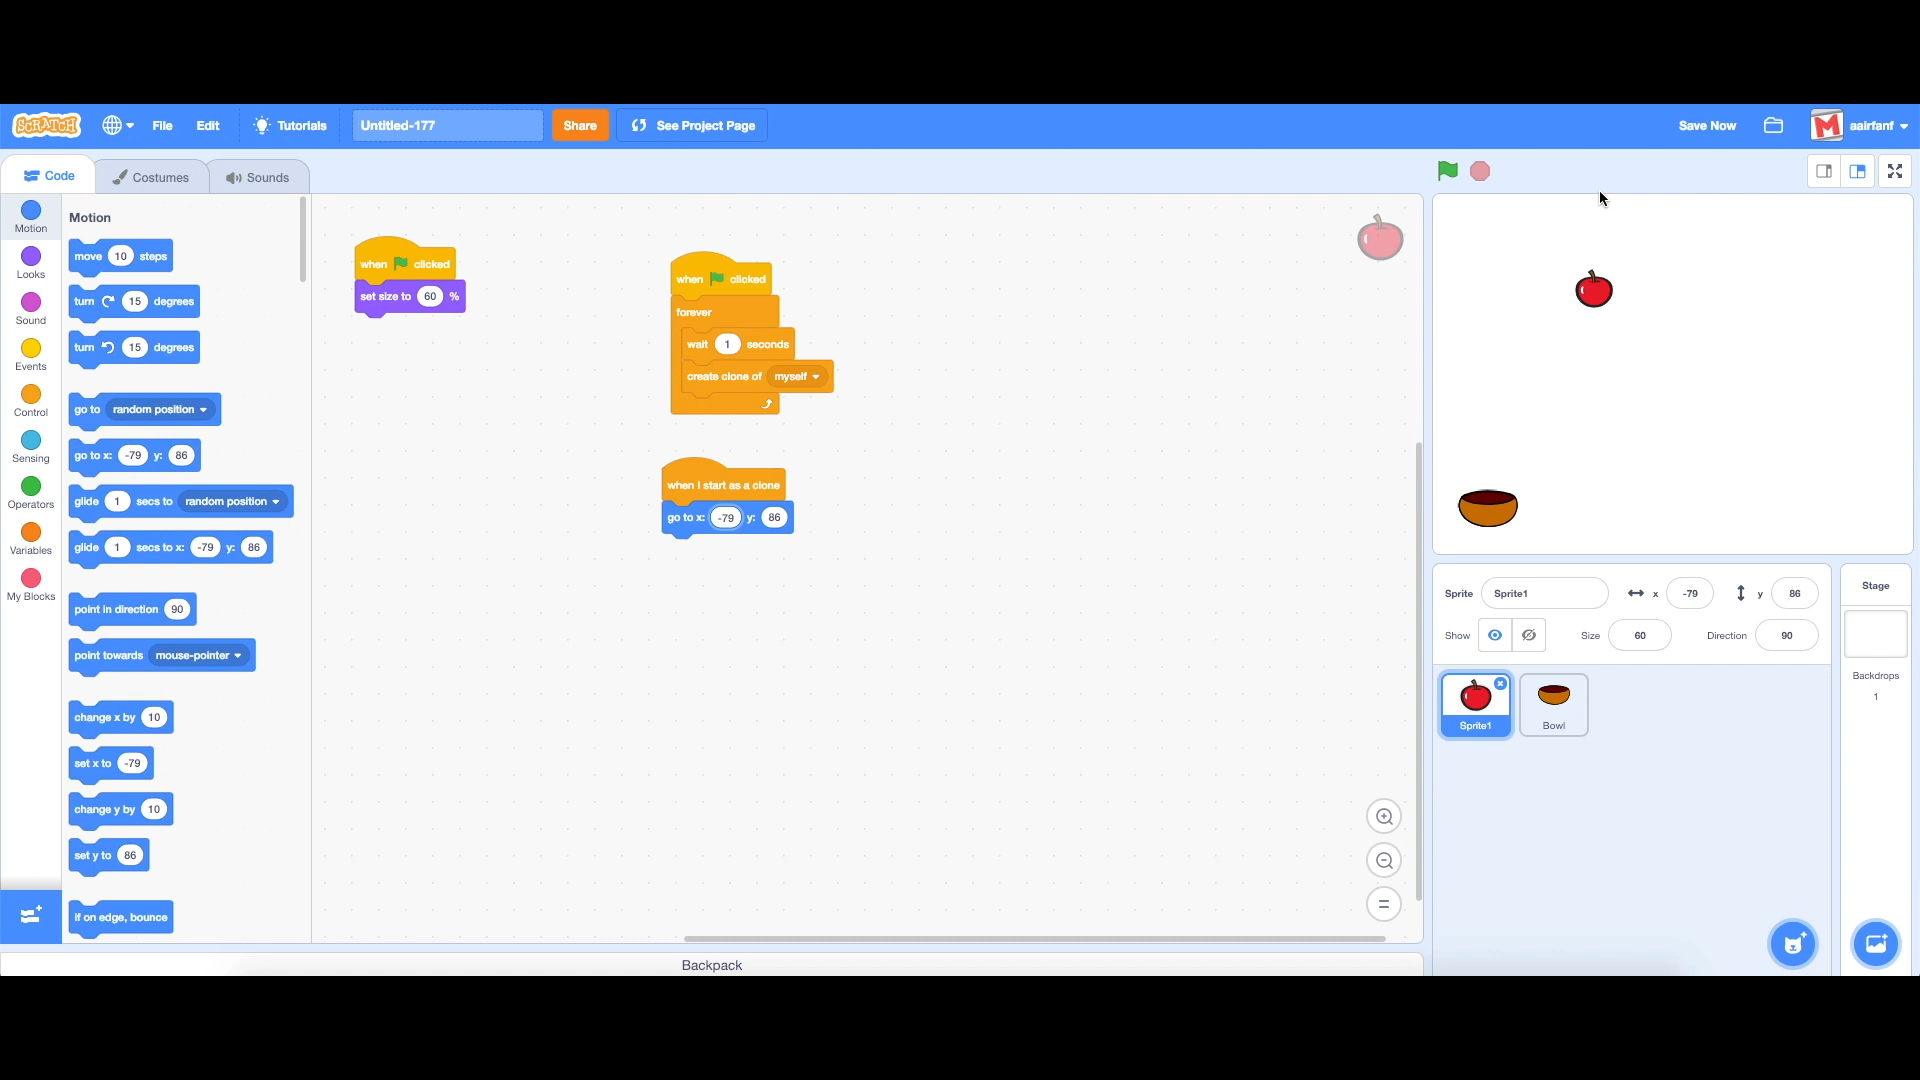 SCRATCH
File
Edit
Tutorials
Untitled-177
Share
See Project Page
Save Now
aairfanf
Code
Costumes
Sounds
Motion
Looks
Sound
Events
Control
Sensing
Operators
Variables
My Blocks
Motion
move 10 steps
turn 15 degrees
turn 15 degrees
go to random position
go to x: -79 y: 86
glide 1 secs to random position
glide 1 secs to x: -79 y: 86
point in direction 90
point towards mouse-pointer
change x by 10
set x to -79
change y by 10
set y to 86
if on edge, bounce
when clicked
set size to 60 %
when clicked
forever
wait 1 seconds
create clone of myself
when I start as a clone
go to x: -79 y: 86
Backpack
Sprite Sprite1 x -79 y 86
Show Size 60 Direction 90
Sprite1
Bowl
Stage
Backdrops
1